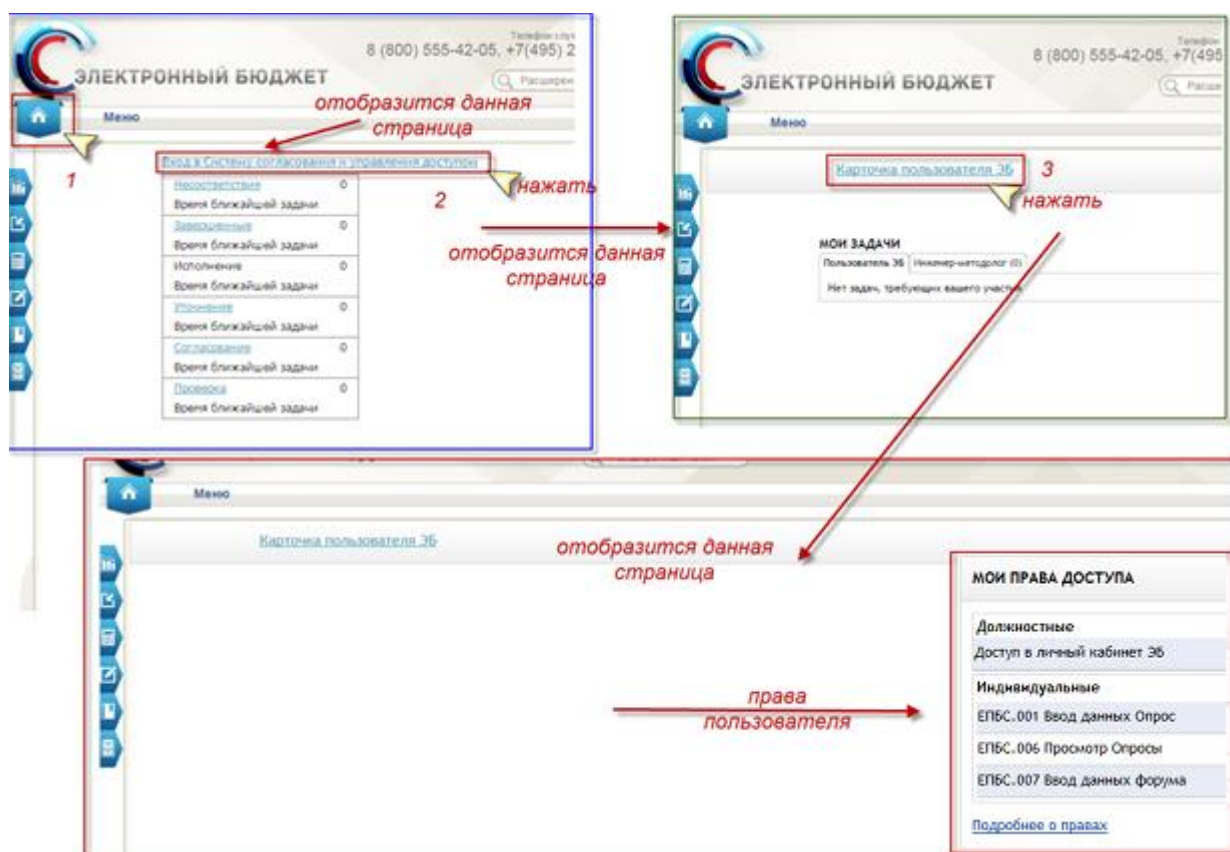 8 (800) 555-42-05, +7(495) 2
ЭЛЕКТРОННЫЙ БЮДЖЕТ
Меню
отобразится данная
страница
1
Вход в Систему согласования и управления доступом
2
нажать
Несоответствия 0
Время ближайшей задачи
Завершенные 0
Время ближайшей задачи
Исполнение 0
Время ближайшей задачи
Уточнение 0
Время ближайшей задачи
Согласование 0
Время ближайшей задачи
Проверка 0
Время ближайшей задачи
отобразится данная
страница
8 (800) 555-42-05, +7(495
ЭЛЕКТРОННЫЙ БЮДЖЕТ
Меню
Карточка пользователя ЭБ
3
нажать
МОИ ЗАДАЧИ
Пользователь ЭБ Инженер-методолог (0)
Нет задач, требующих вашего участия
Меню
Карточка пользователя ЭБ
отобразится данная
страница
права
пользователя
МОИ ПРАВА ДОСТУПА
Должностные
Доступ в личный кабинет ЭБ
Индивидуальные
ЕПБС.001 Ввод данных Опрос
ЕПБС.006 Просмотр Опросы
ЕПБС.007 Ввод данных форума
Подробнее о правах